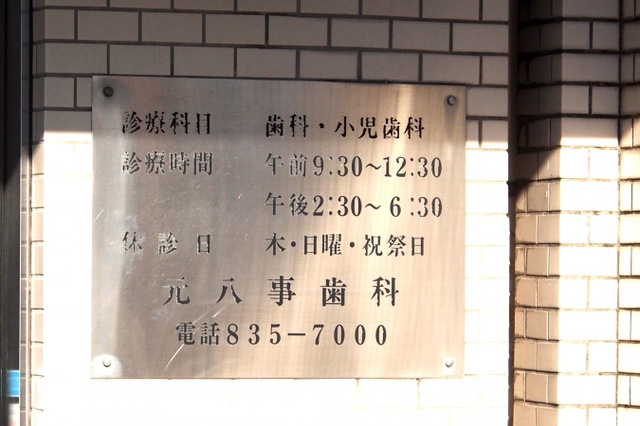 診療科目 歯科・小児歯科
診療時間 午前9:30〜12:30
午後2:30〜6:30
休診日 木・日曜・祝祭日
元八事歯科
電話835-7000